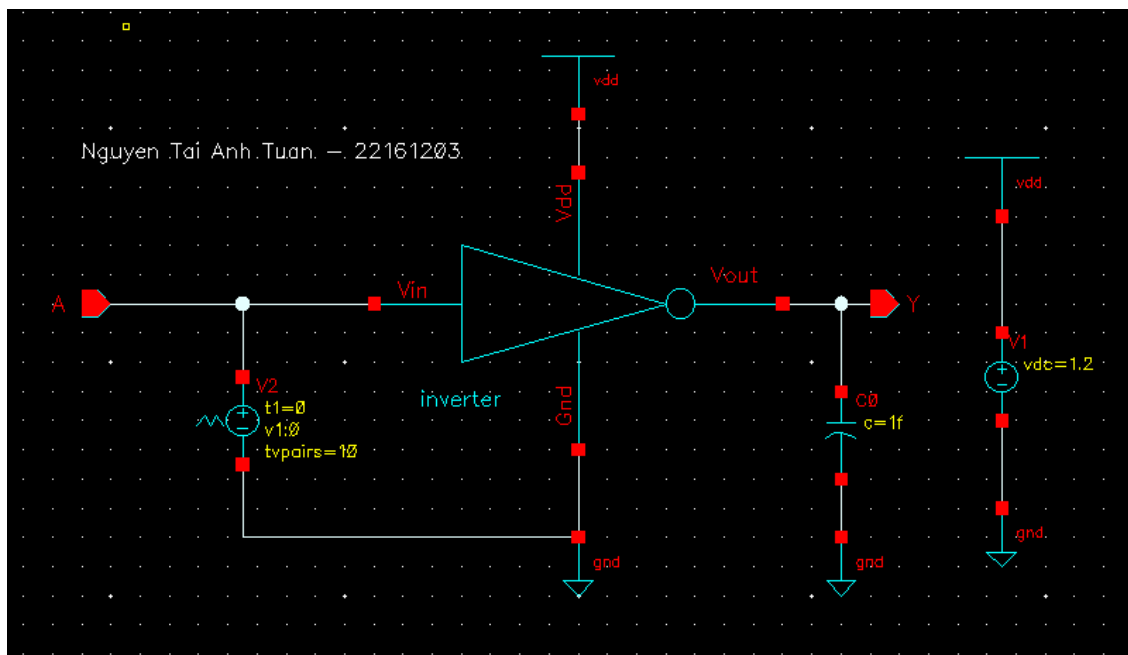 vdd
Nguyen Tai Anh Tuan – 22161203
vdd
Vdd
Vin
Vout
A
Y
V1
vdc=1.2
V2
t1=0
v1:0
tvpairs=10
inverter
Gnd
C0
c=1f
gnd
gnd
gnd